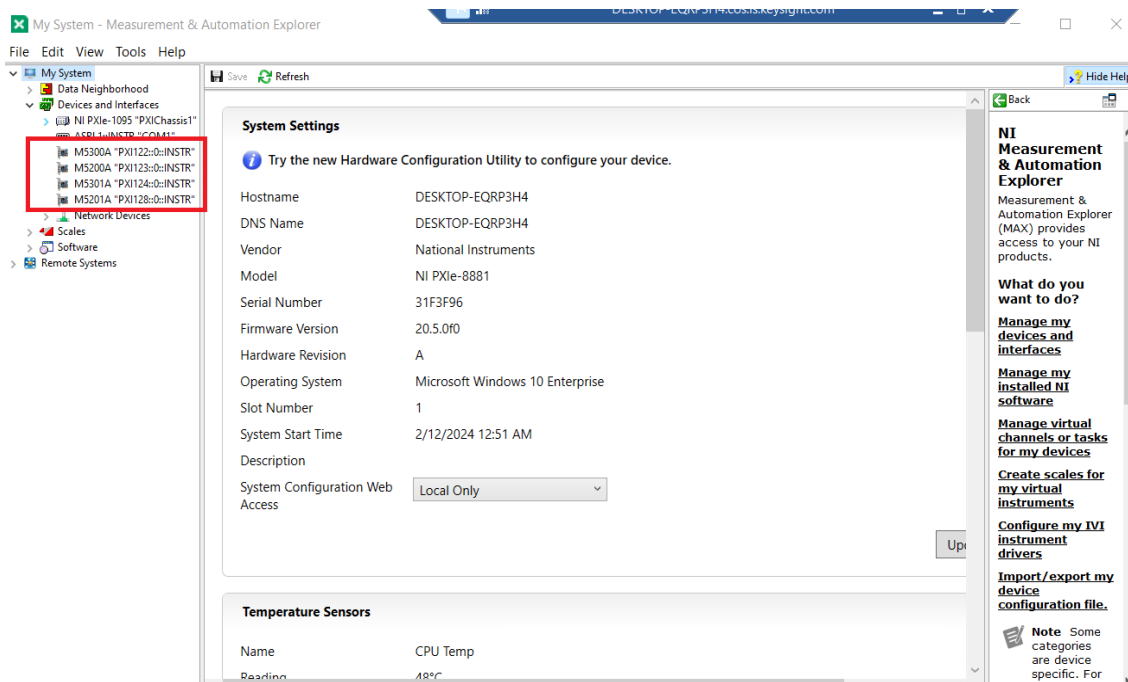 DESKTOP-EQRP3H4.cos.is.keysight.com
My System - Measurement & Automation Explorer
File Edit View Tools Help
My System
Data Neighborhood
Devices and Interfaces
NI PXIe-1095 "PXIChassis1"
ASRL1::INSTR "COM1"
M5300A "PXI122::0::INSTR"
M5200A "PXI123::0::INSTR"
M5301A "PXI124::0::INSTR"
M5201A "PXI128::0::INSTR"
Network Devices
Scales
Software
Remote Systems
Save Refresh
Hide Help
System Settings
Try the new Hardware Configuration Utility to configure your device.
Hostname DESKTOP-EQRP3H4
DNS Name DESKTOP-EQRP3H4
Vendor National Instruments
Model NI PXIe-8881
Serial Number 31F3F96
Firmware Version 20.5.0f0
Hardware Revision A
Operating System Microsoft Windows 10 Enterprise
Slot Number 1
System Start Time 2/12/2024 12:51 AM
Description
System Configuration Web
Access
Local Only
Temperature Sensors
Name CPU Temp
Reading 48°C
Back
NI
Measurement
& Automation
Explorer
Measurement &
Automation Explorer
(MAX) provides
access to your NI
products.
What do you
want to do?
Manage my
devices and
interfaces
Manage my
installed NI
software
Manage virtual
channels or tasks
for my devices
Create scales for
my virtual
instruments
Configure my IVI
instrument
drivers
Import/export my
device
configuration file.
Note Some
categories
are device
specific. For